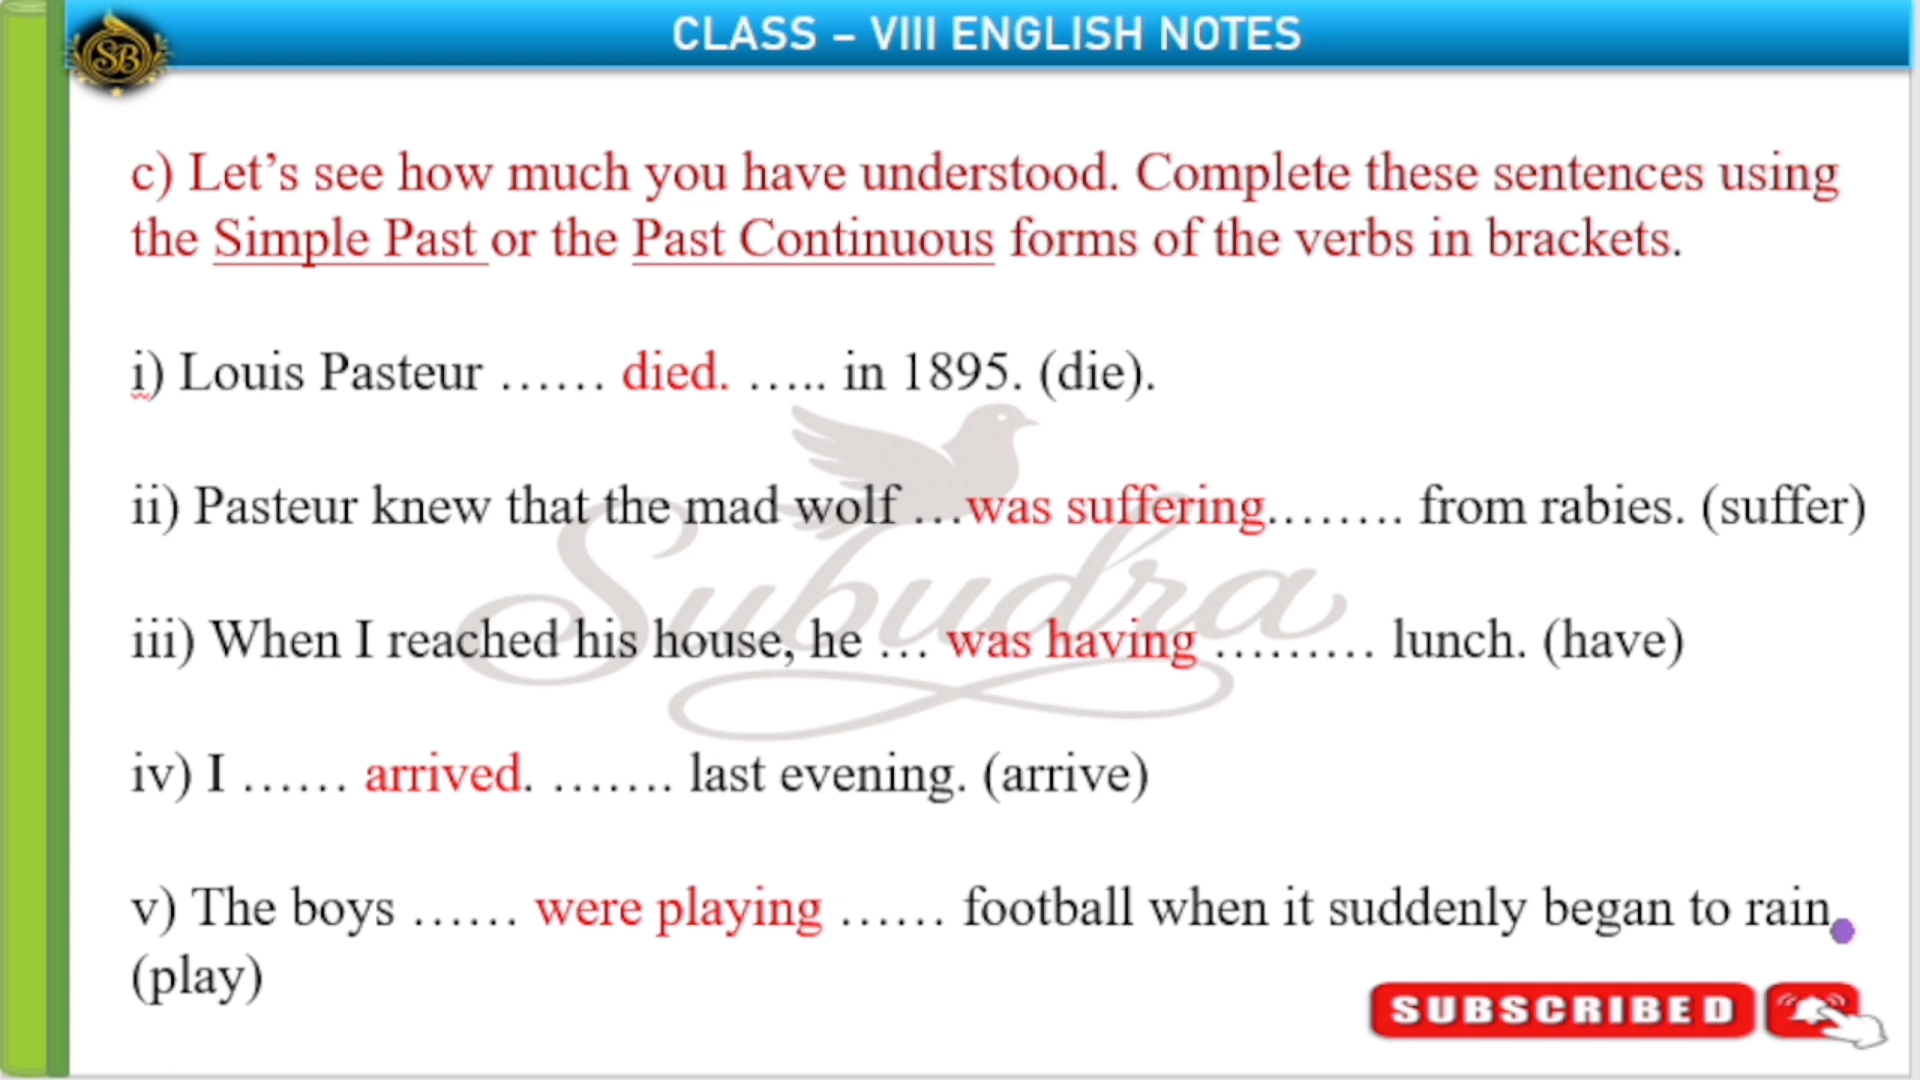 CLASS – VIII ENGLISH NOTES
SB
c) Let’s see how much you have understood. Complete these sentences using
the Simple Past or the Past Continuous forms of the verbs in brackets.
i) Louis Pasteur …… died. ….. in 1895. (die).
ii) Pasteur knew that the mad wolf …was suffering…….. from rabies. (suffer)
iii) When I reached his house, he … was having ……… lunch. (have)
iv) I …… arrived. ……. last evening. (arrive)
v) The boys …… were playing …… football when it suddenly began to rain.
(play)
Subudra
SUBSCRIBED